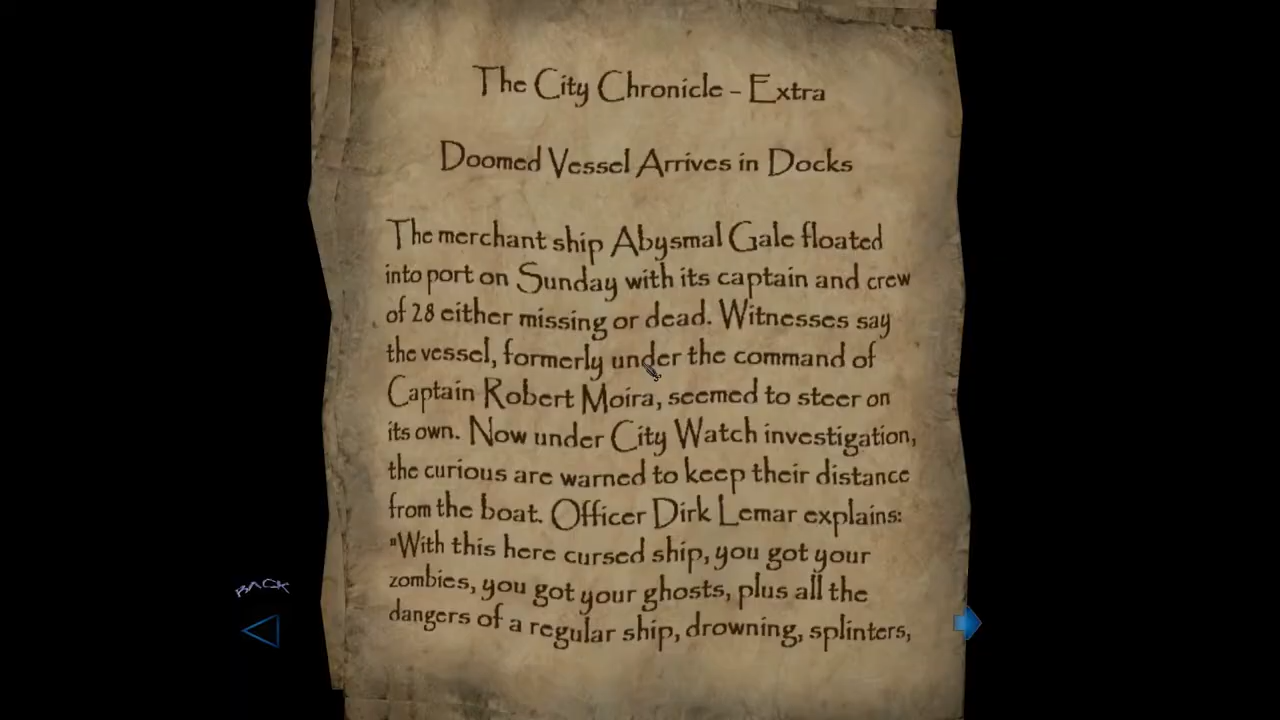 The City Chronicle - Extra
Doomed Vessel Arrives in Docks
The merchant ship Abysmal Gale floated
into port on Sunday with its captain and crew
of 28 either missing or dead. Witnesses say
the vessel, formerly under the command of
Captain Robert Moira, seemed to steer on
its own. Now under City Watch investigation,
the curious are warned to keep their distance
from the boat. Officer Dirk Lemar explains:
"With this here cursed ship, you got your
zombies, you got your ghosts, plus all the
dangers of a regular ship, drowning, splinters,
BACK